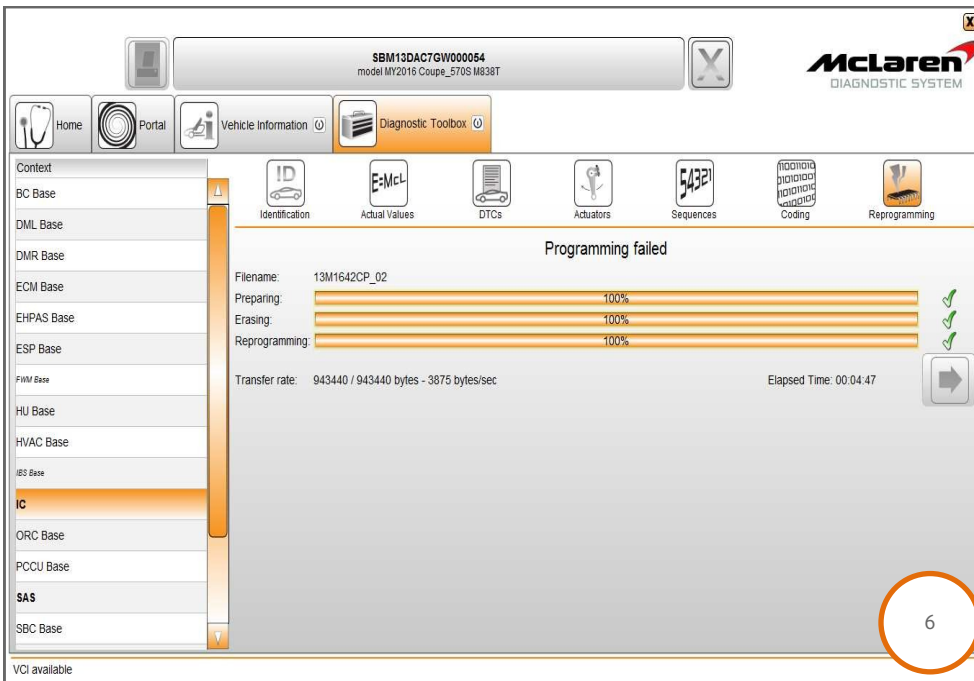 X
SBM13DAC7GW000054
model MY2016 Coupe_570S M838T
McLaren
DIAGNOSTIC SYSTEM
Home
Portal
Vehicle Information
Diagnostic Toolbox
Context
BC Base
DML Base
DMR Base
ECM Base
EHPAS Base
ESP Base
FWM Base
HU Base
HVAC Base
IBS Base
IC
ORC Base
PCCU Base
SAS
SBC Base
ID
Identification
E=McL
Actual Values
DTCs
Actuators
54321
Sequences
Coding
Reprogramming
Programming failed
Filename: 13M1642CP_02
Preparing: 100%
Erasing: 100%
Reprogramming: 100%
Transfer rate: 943440 / 943440 bytes - 3875 bytes/sec Elapsed Time: 00:04:47
6
VCI available